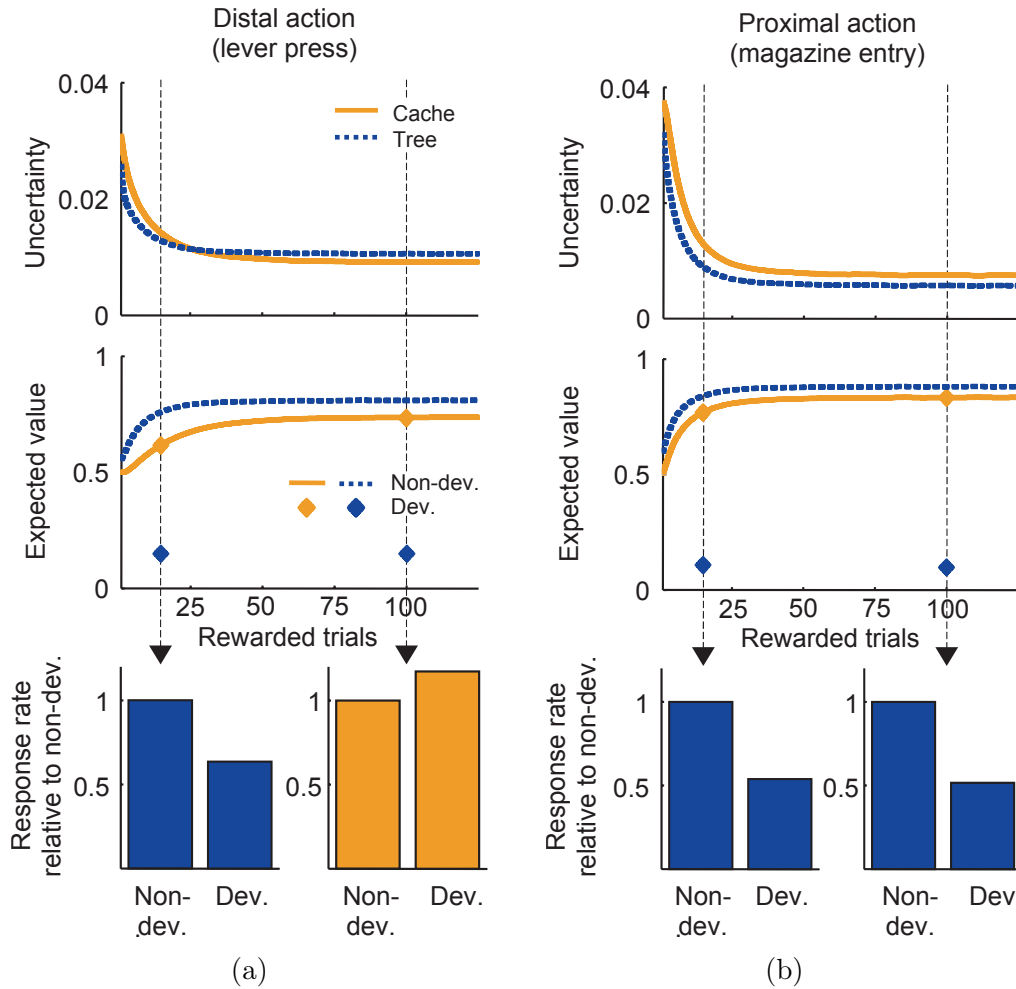 Distal action
(lever press)
0.04
0.02
0
Uncertainty
Cache
Tree
1
0.5
0
Expected value
Non-dev.
Dev.
25
50
75
100
Rewarded trials
Response rate
relative to non-dev.
1
0.5
Non-
dev.
Dev.
1
0.5
Non-
dev.
Dev.
(a)
Proximal action
(magazine entry)
0.04
0.02
0
Uncertainty
1
0.5
0
Expected value
25
50
75
100
Rewarded trials
Response rate
relative to non-dev.
1
0.5
Non-
dev.
Dev.
1
0.5
Non-
dev.
Dev
(b)